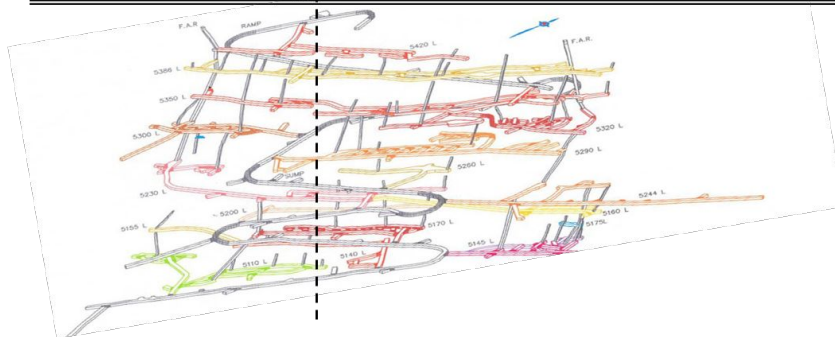 F.A.R
RAMP
5420 L
F.A.R.
5386 L
5350 L
5300 L
5320 L
5290 L
5260 L
SUMP
5230 L
5244 L
5200 L
5160 L
5155 L
5170 L
5175L
5145 L
5140 L
5110 L